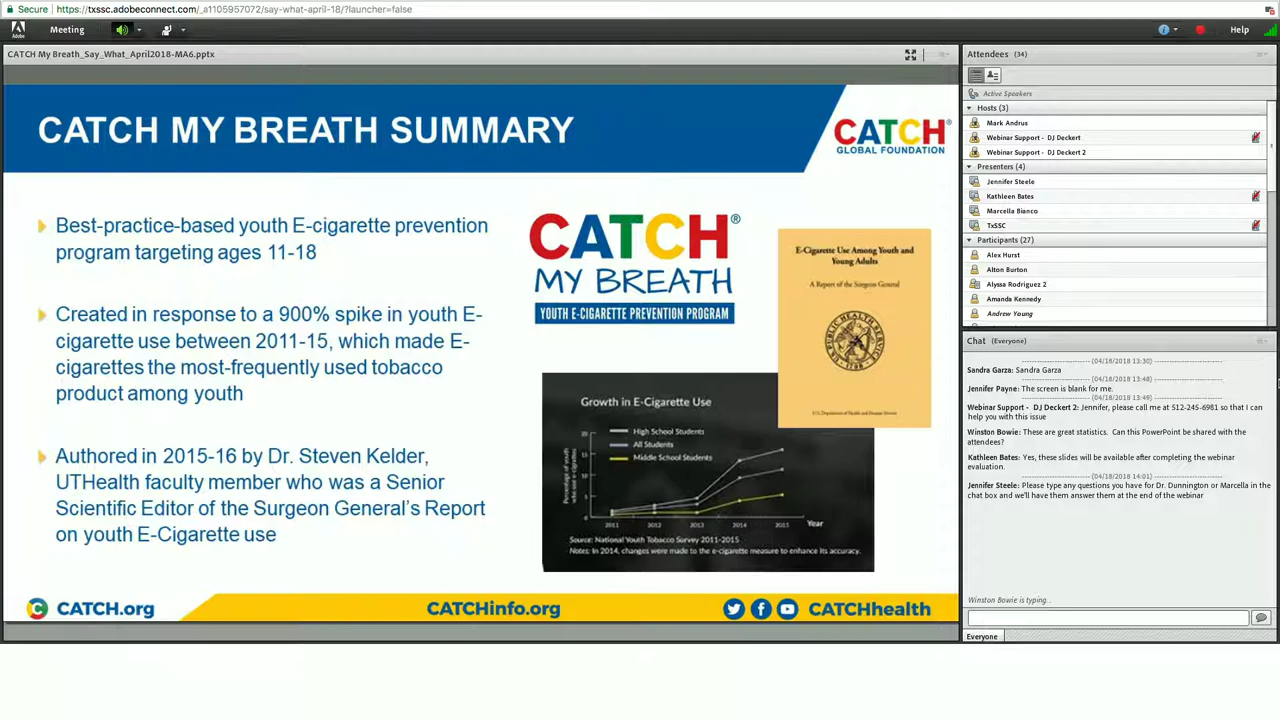 Secure
https://txssc.adobeconnect.com/_a1105957072/say-what-april-18/?launcher=false
Adobe
Meeting
Help
CATCH My Breath_Say_What_April2018-MA6.pptx
CATCH MY BREATH SUMMARY
CATCH®
GLOBAL FOUNDATION
Best-practice-based youth E-cigarette prevention
program targeting ages 11-18
Created in response to a 900% spike in youth E-
cigarette use between 2011-15, which made E-
cigarettes the most-frequently used tobacco
product among youth
Authored in 2015-16 by Dr. Steven Kelder,
UTHealth faculty member who was a Senior
Scientific Editor of the Surgeon General's Report
on youth E-Cigarette use
CATCH®
MY BREATH
YOUTH E-CIGARETTE PREVENTION PROGRAM
E-Cigarette Use Among Youth and
Young Adults
A Report of the Surgeon General
Growth in E-Cigarette Use
High School Students
All Students
Middle School Students
Percentage of youth
2011 2012 2013 2014 2015 Year
Source: National Youth Tobacco Survey 2011-2015
Notes: In 2014, changes were made to the e-cigarette measure to enhance its accuracy.
CATCH.org
CATCHinfo.org
CATCHhealth
Attendees (34)
Active Speakers
Hosts (3)
Mark Andrus
Webinar Support - DJ Deckert
Webinar Support - DJ Deckert 2
Presenters (4)
Jennifer Steele
Kathleen Bates
Marcella Bianco
TxSSC
Participants (27)
Alex Hurst
Alton Burton
Alyssa Rodriguez 2
Amanda Kennedy
Andrew Young
Chat (Everyone)
(04/18/2018 13:30)
Sandra Garza: Sandra Garza
(04/18/2018 13:48)
Jennifer Payne: The screen is blank for me.
(04/18/2018 13:49)
Webinar Support - DJ Deckert 2: Jennifer, please call me at 512-245-6981 so that I can
help you with this issue
Winston Bowie: These are great statistics. Can this PowerPoint be shared with the
attendees?
Kathleen Bates: Yes, these slides will be available after completing the webinar
evaluation.
(04/18/2018 14:01)
Jennifer Steele: Please type any questions you have for Dr. Dunnington or Marcella in the
chat box and we'll have them answer them at the end of the webinar
Winston Bowie is typing...
Everyone